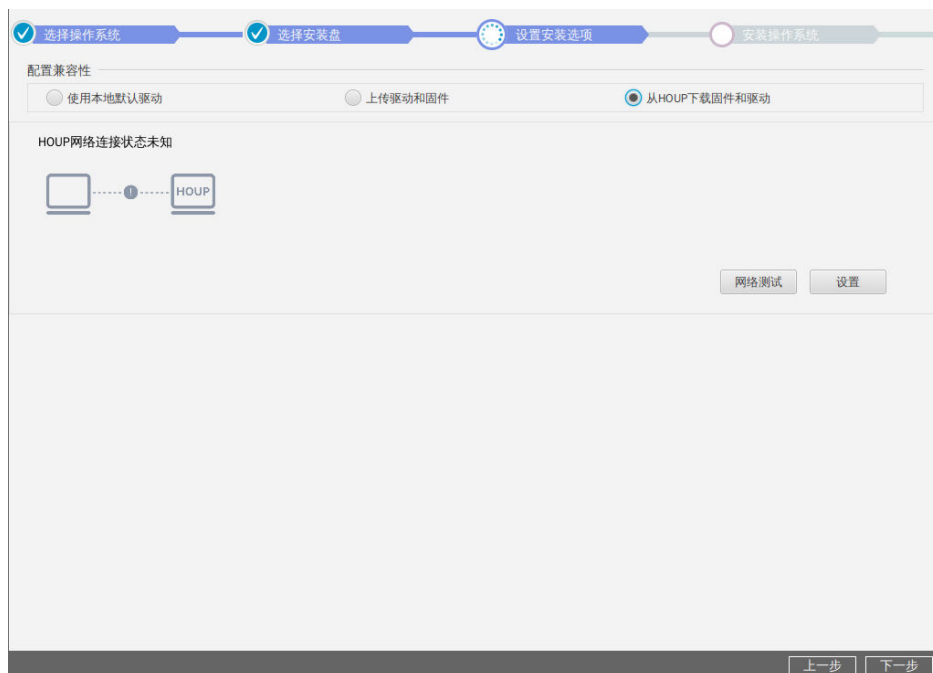 选择操作系统 选择安装盘 设置安装选项 安装操作系统
配置兼容性
使用本地默认驱动 上传驱动和固件 从HOUP下载固件和驱动
HOUP网络连接状态未知
HOUP
网络测试 设置
上一步 下一步